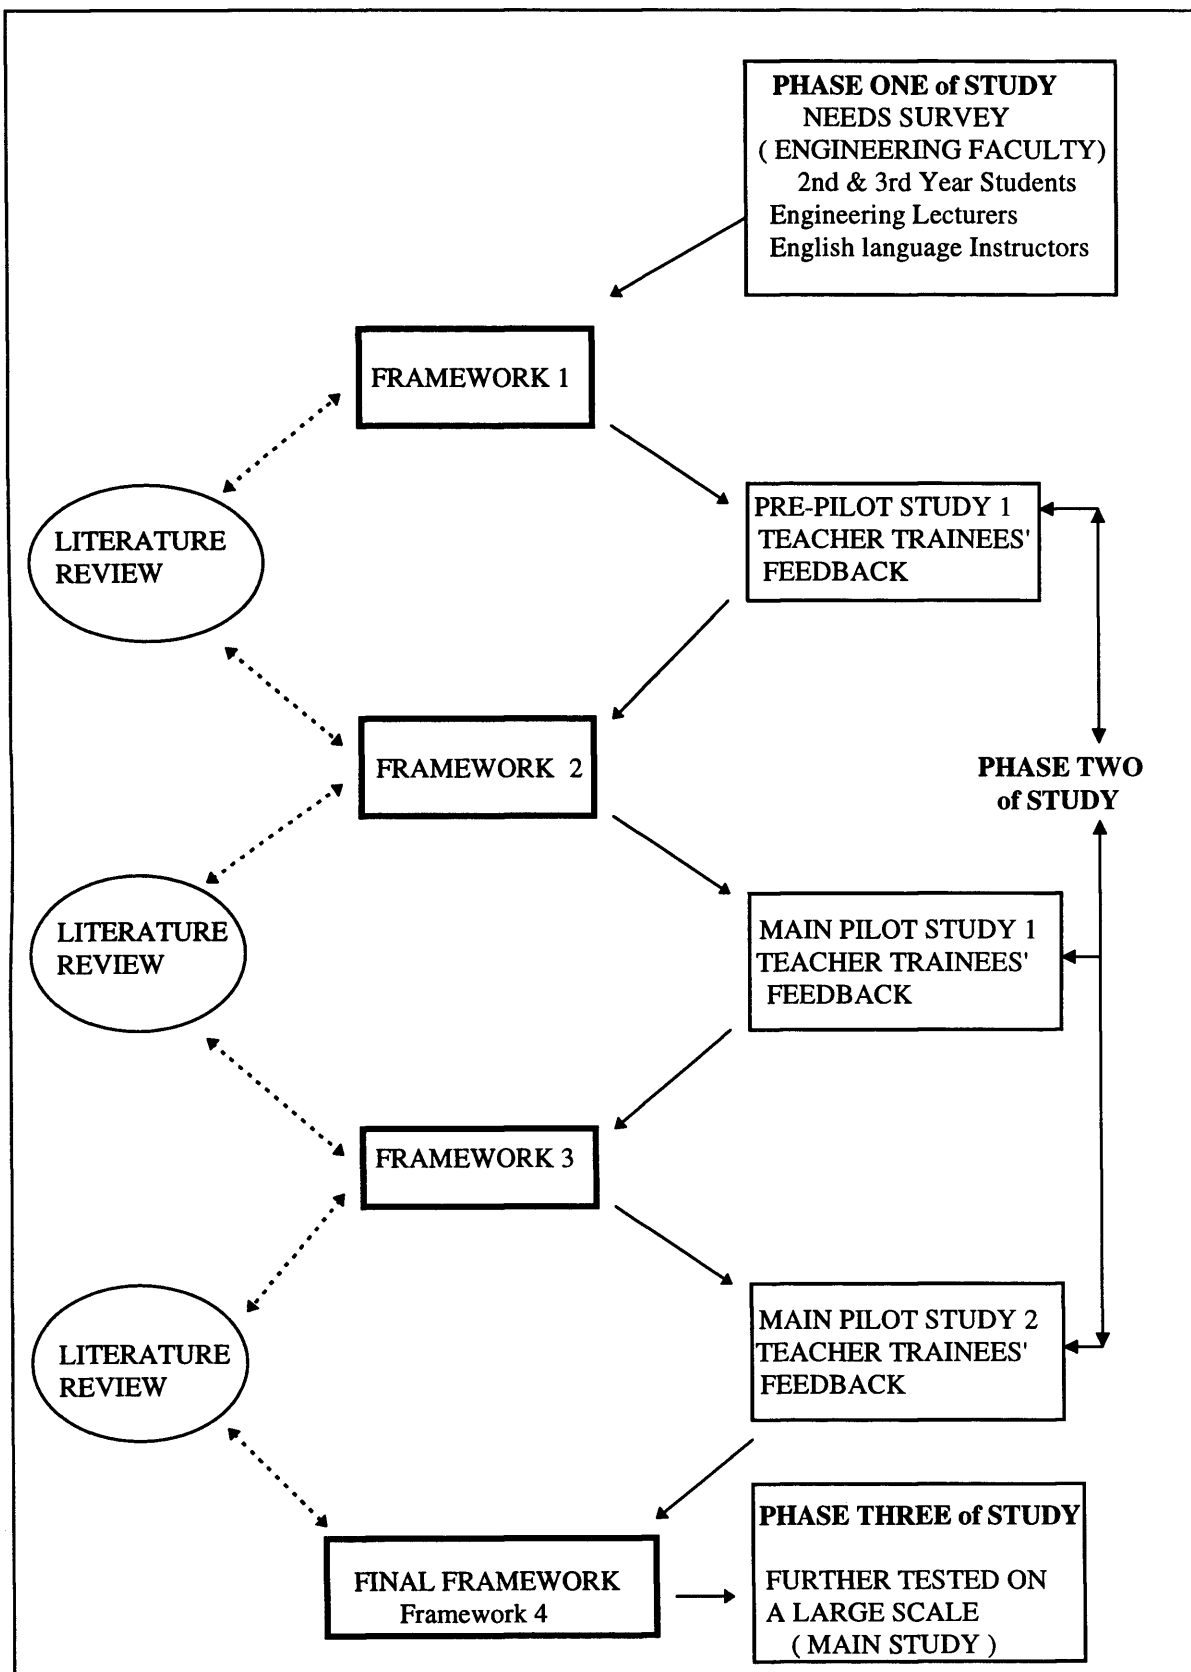 PHASE ONE of STUDY
NEEDS SURVEY
( ENGINEERING FACULTY)
2nd & 3rd Year Students
Engineering Lecturers
English language Instructors
FRAMEWORK 1
LITERATURE
REVIEW
PRE-PILOT STUDY 1
TEACHER TRAINEES'
FEEDBACK
FRAMEWORK 2
PHASE TWO
of STUDY
LITERATURE
REVIEW
MAIN PILOT STUDY 1
TEACHER TRAINEES'
FEEDBACK
FRAMEWORK 3
LITERATURE
REVIEW
MAIN PILOT STUDY 2
TEACHER TRAINEES'
FEEDBACK
FINAL FRAMEWORK
Framework 4
PHASE THREE of STUDY
FURTHER TESTED ON
A LARGE SCALE
( MAIN STUDY )